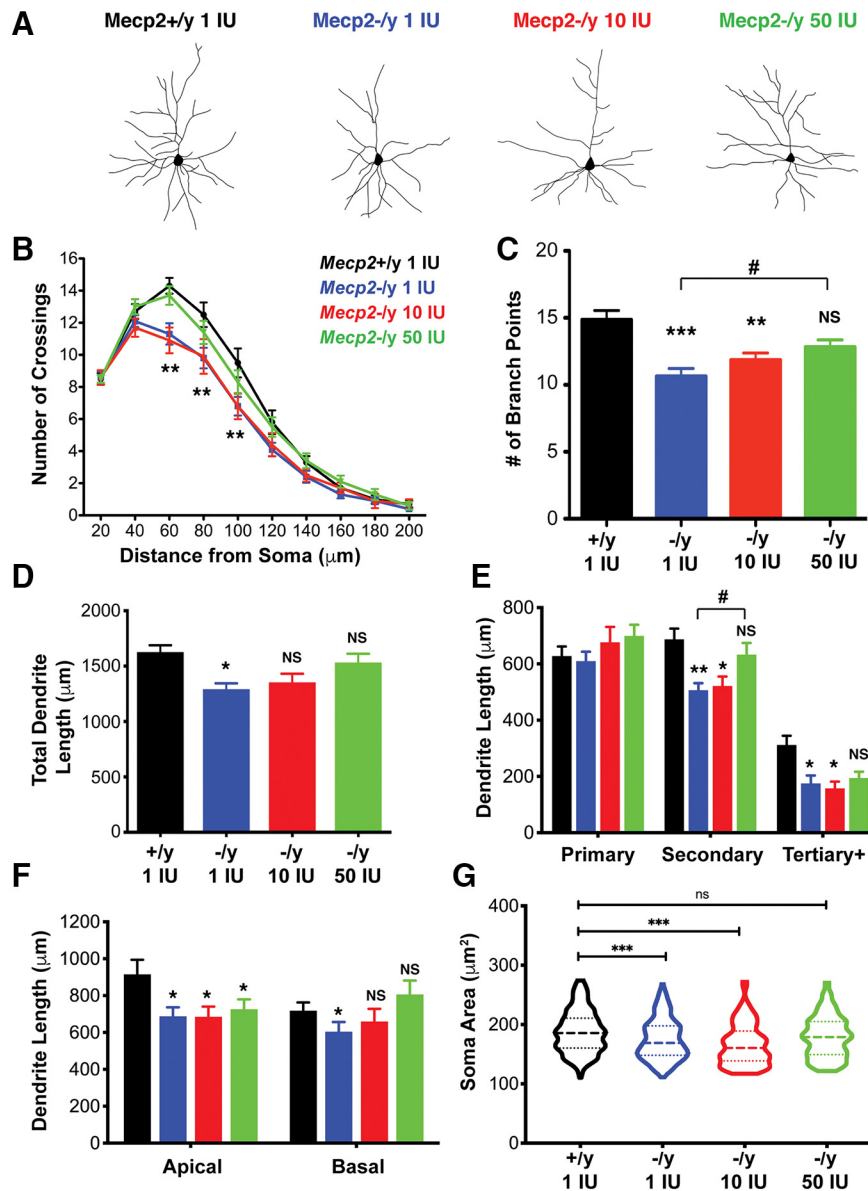 A
Mecp2+/y 1 IU
Mecp2-/y 1 IU
Mecp2-/y 10 IU
Mecp2-/y 50 IU
B
Number of Crossings
16
14
12
10
8
6
4
2
0
20 40 60 80 100 120 140 160 180 200
Distance from Soma (μm)
Mecp2+/y 1 IU
Mecp2-/y 1 IU
Mecp2-/y 10 IU
Mecp2-/y 50 IU
**
**
**
C
# of Branch Points
20
15
10
5
0
#
***
**
NS
+/y -/y -/y -/y
1 IU 1 IU 10 IU 50 IU
D
Total Dendrite
Length (μm)
2000
1500
1000
500
0
*
NS
NS
+/y -/y -/y -/y
1 IU 1 IU 10 IU 50 IU
E
Dendrite Length (μm)
800
600
400
200
0
#
** * NS
* * NS
Primary Secondary Tertiary+
F
Dendrite Length (μm)
1200
1000
800
600
400
200
0
* * *
* NS NS
Apical Basal
G
Soma Area (μm²)
400
300
200
100
0
ns
***
***
+/y -/y -/y -/y
1 IU 1 IU 10 IU 50 IU